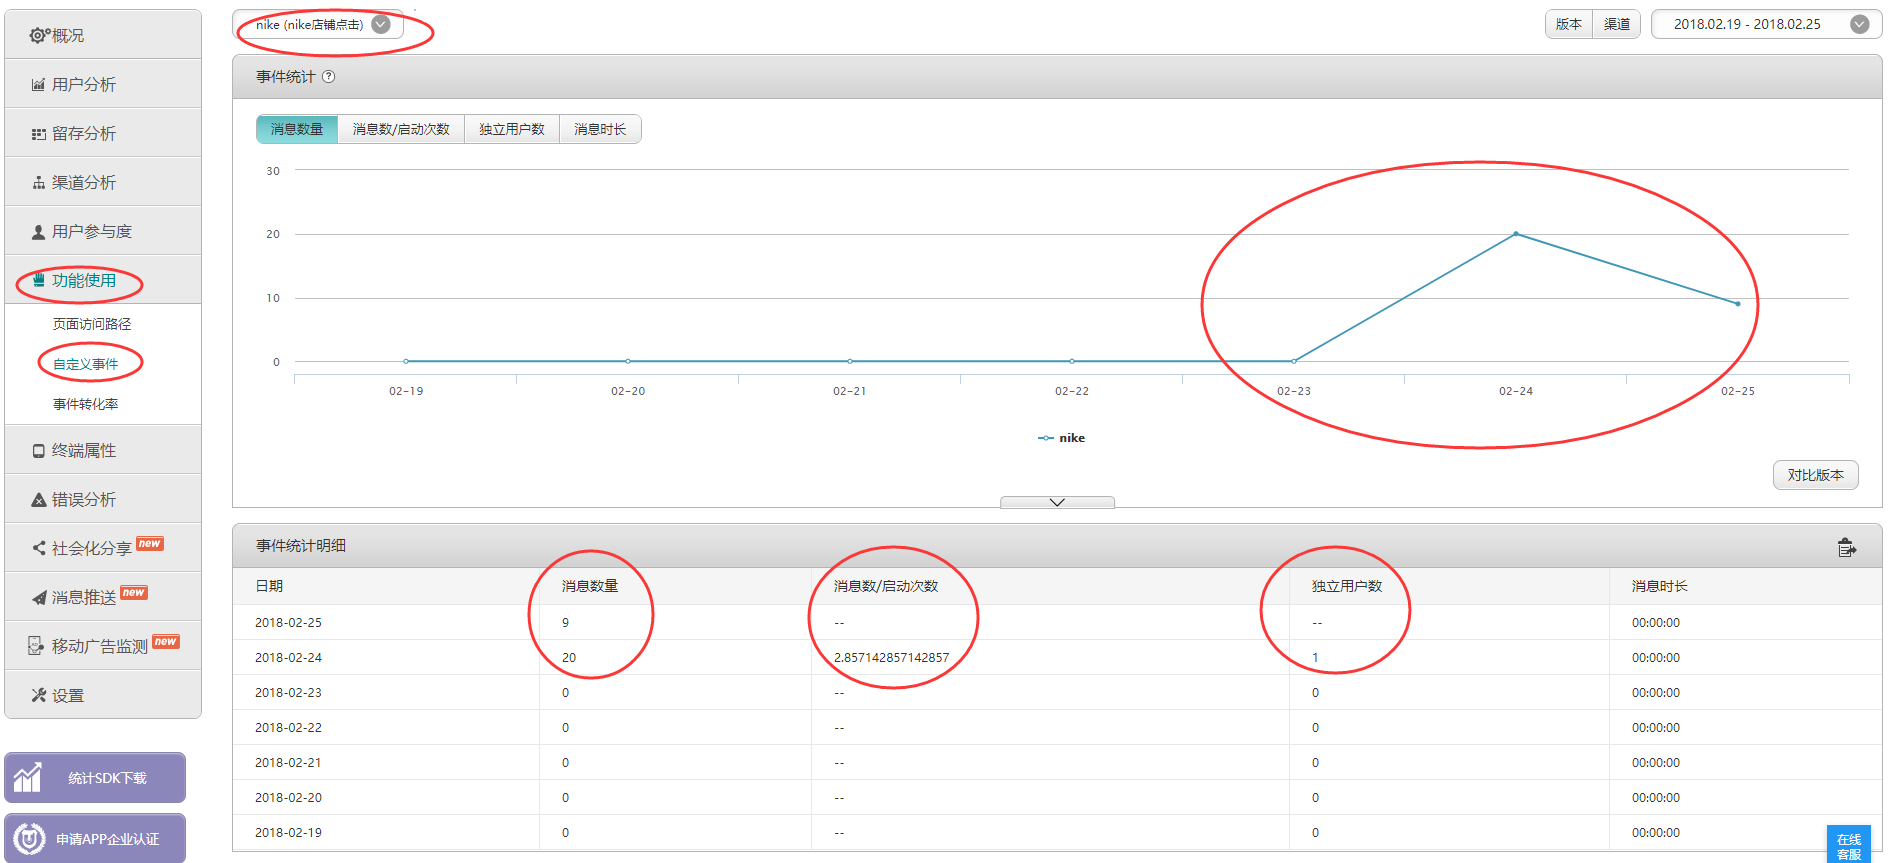 概况
用户分析
留存分析
渠道分析
用户参与度
功能使用
页面访问路径
自定义事件
事件转化率
终端属性
错误分析
社会化分享 new
消息推送 new
移动广告监测 new
设置
统计SDK下载
申请APP企业认证
nike (nike店铺点击)
版本 渠道 2018.02.19 - 2018.02.25
事件统计 ?
消息数量 消息数/启动次数 独立用户数 消息时长
30
20
10
0
02-19 02-20 02-21 02-22 02-23 02-24 02-25
nike
对比版本
事件统计明细
日期 消息数量 消息数/启动次数 独立用户数 消息时长
2018-02-25 9 -- -- 00:00:00
2018-02-24 20 2.857142857142857 1 00:00:00
2018-02-23 0 -- 0 00:00:00
2018-02-22 0 -- 0 00:00:00
2018-02-21 0 -- 0 00:00:00
2018-02-20 0 -- 0 00:00:00
2018-02-19 0 -- 0 00:00:00
在线
客服